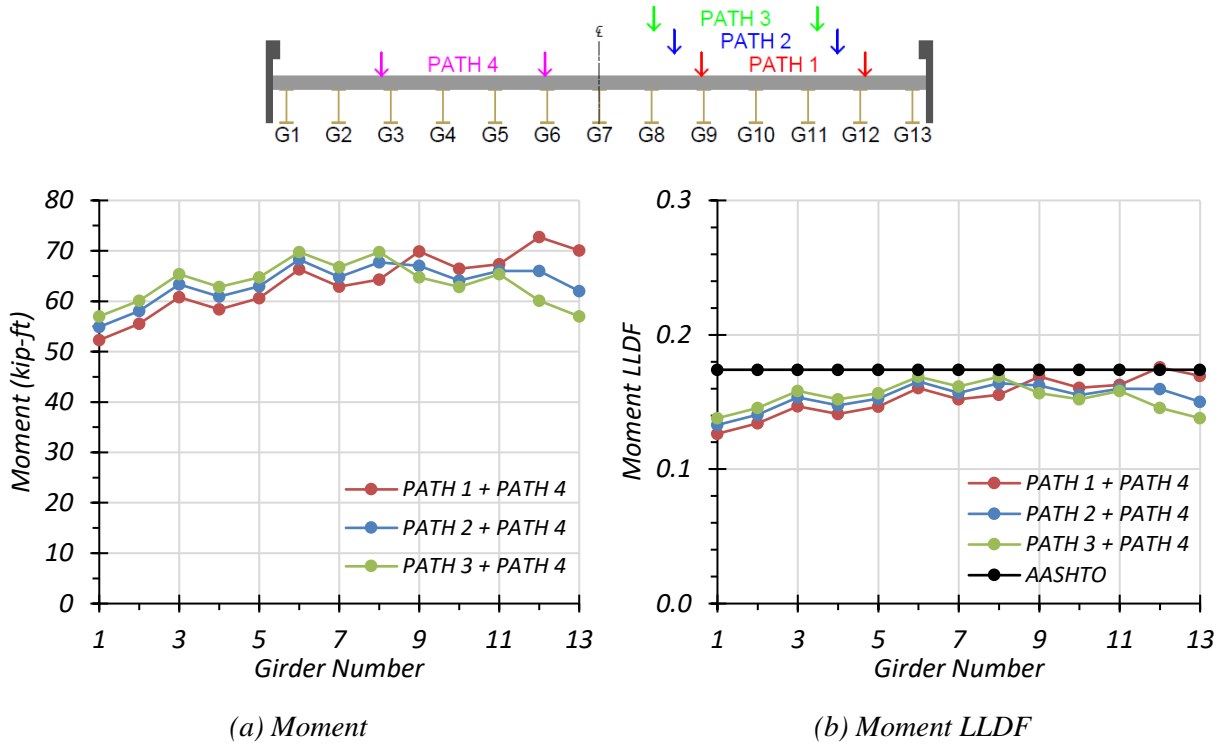 PATH 3
PATH 2
PATH 4
℄
PATH 1
G1 G2 G3 G4 G5 G6 G7 G8 G9 G10 G11 G12 G13
80
70
60
50
40
30
20
10
0
Moment (kip-ft)
PATH 1 + PATH 4
PATH 2 + PATH 4
PATH 3 + PATH 4
1 3 5 7 9 11 13
Girder Number
(a) Moment
0.3
0.2
0.1
0.0
Moment LLDF
PATH 1 + PATH 4
PATH 2 + PATH 4
PATH 3 + PATH 4
AASHTO
1 3 5 7 9 11 13
Girder Number
(b) Moment LLDF